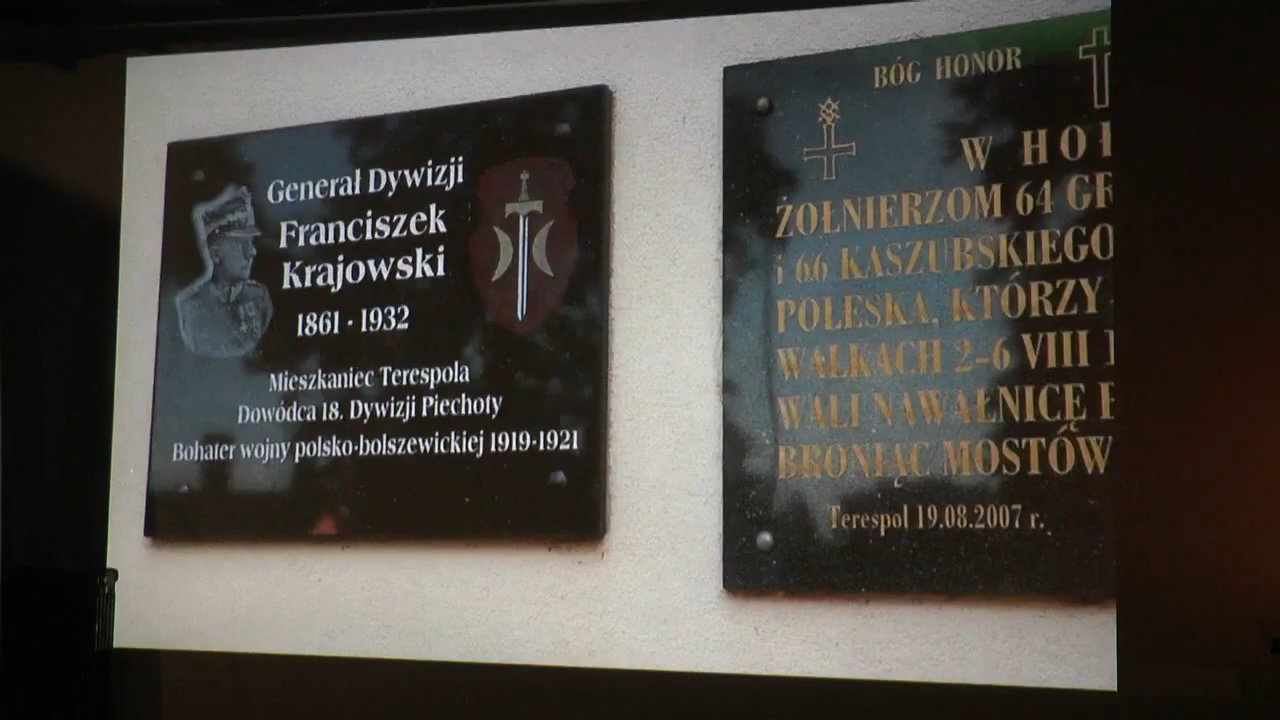 Generał Dywizji
Franciszek
Krajowski
1861 - 1932
Mieszkaniec Terespola
Dowódca 18. Dywizji Piechoty
Bohater wojny polsko-bolszewickiej 1919-1921
BÓG HONOR
W HOŁ
ŻOŁNIERZOM 64 GR
i 66 KASZUBSKIEGO
POLESKA, KTÓRZY
WALKACH 2-6 VIII
WALI NAWAŁNICĘ
BRONIĄC MOSTÓW
Terespol 19.08.2007 r.